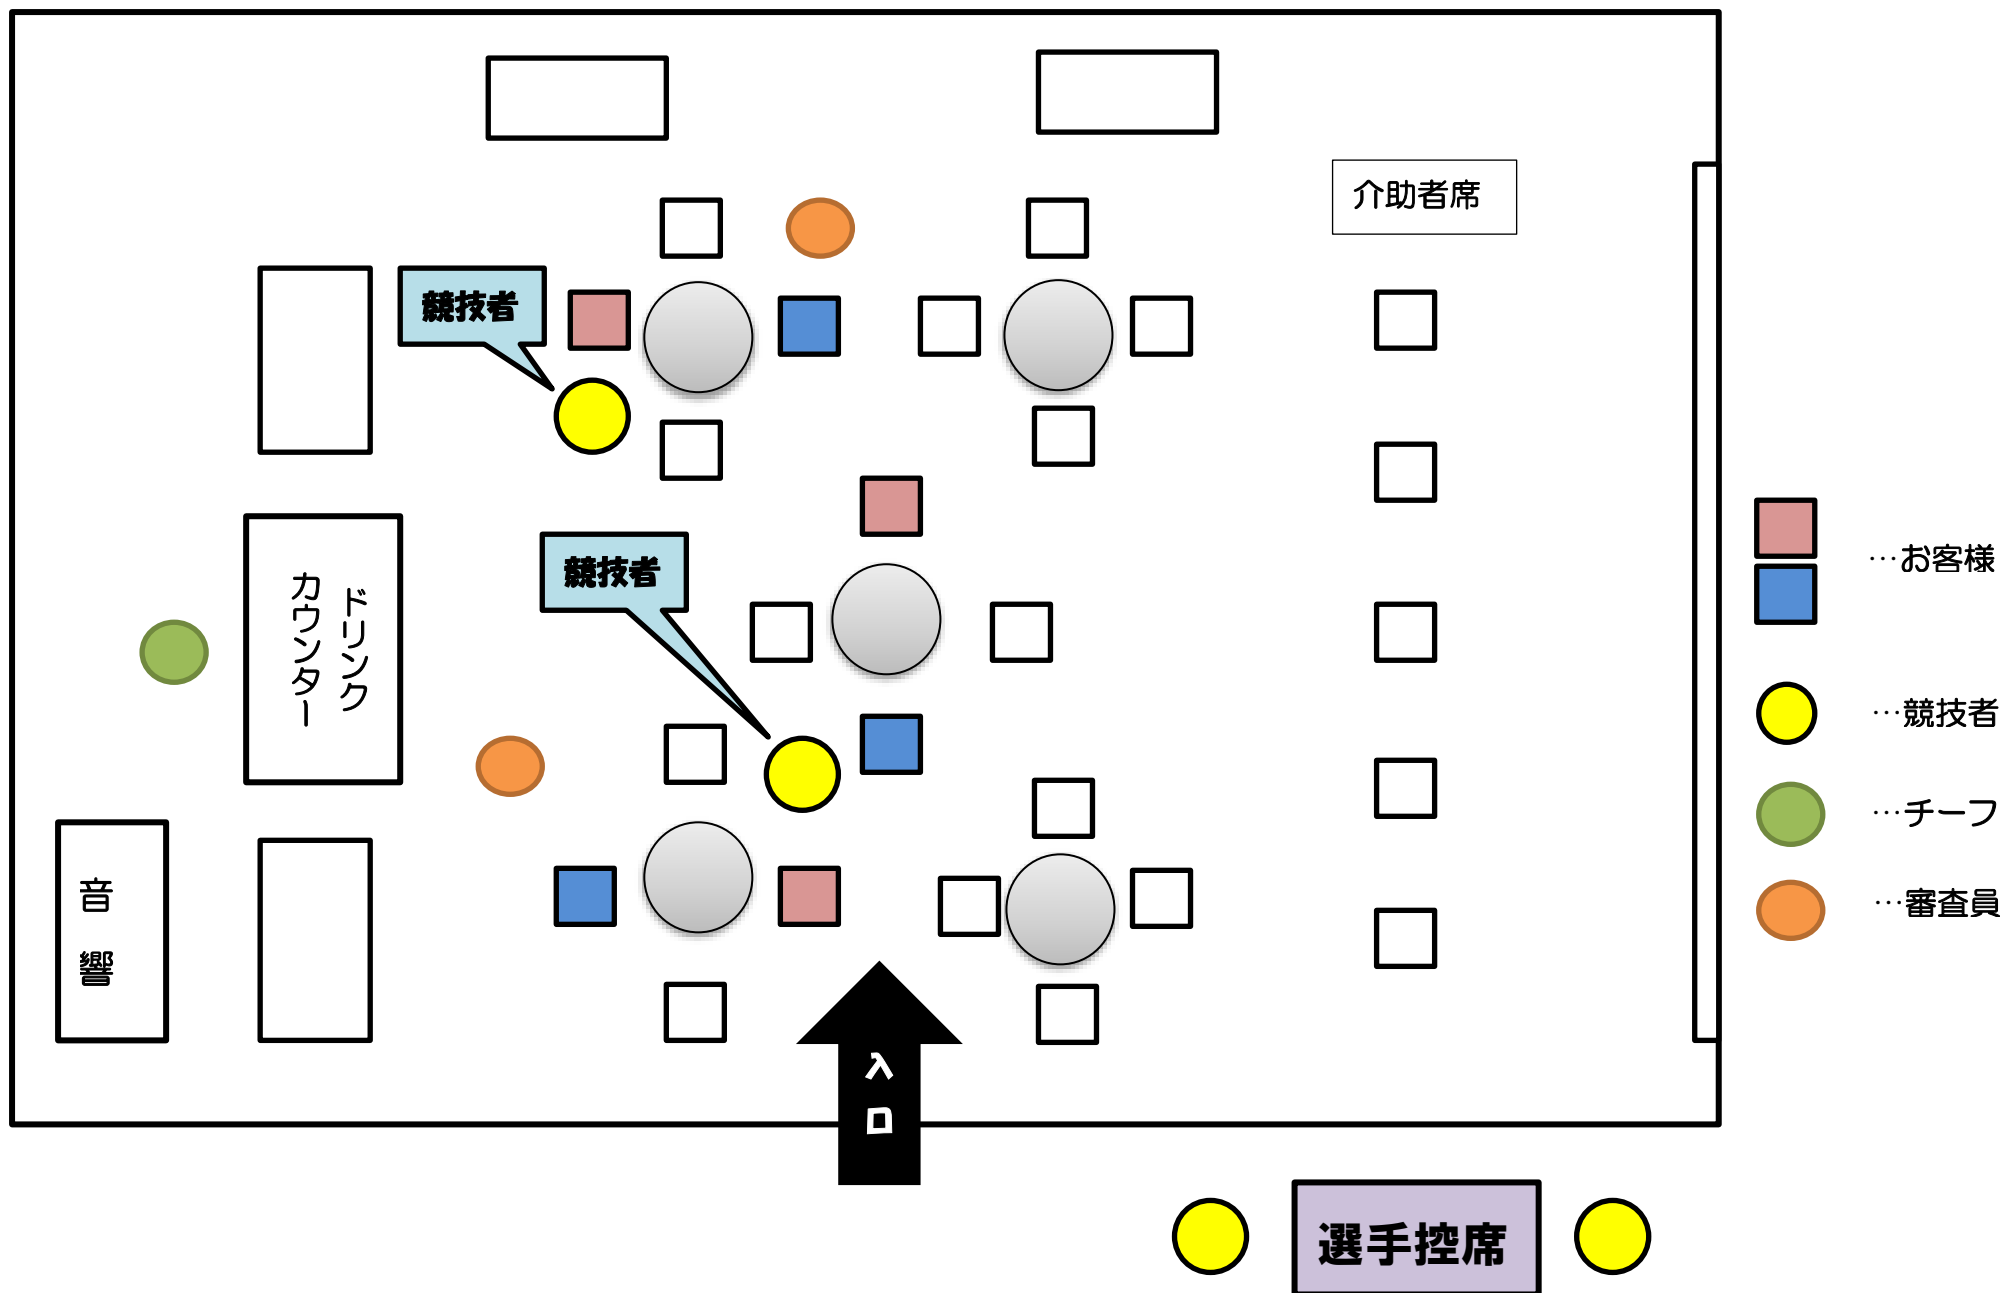 介助者席
競技者
競技者
ドリンク
カウンター
音響
入口
…お客様
…競技者
…チーフ
…審査員
選手控席